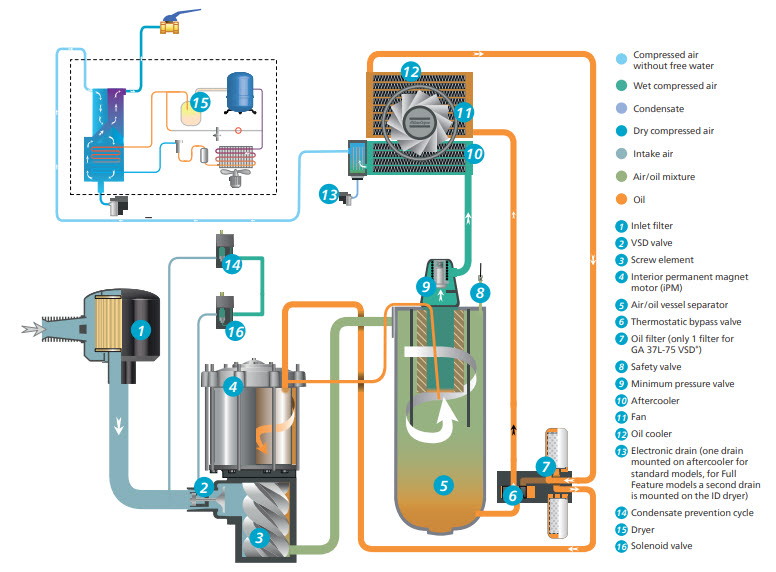 Compressed air
without free water
Wet compressed air
Condensate
Dry compressed air
Intake air
Air/oil mixture
Oil
1 Inlet filter
2 VSD valve
3 Screw element
4 Interior permanent magnet
motor (iPM)
5 Air/oil vessel separator
6 Thermostatic bypass valve
7 Oil filter (only 1 filter for
GA 37L-75 VSD⁺)
8 Safety valve
9 Minimum pressure valve
10 Aftercooler
11 Fan
12 Oil cooler
13 Electronic drain (one drain
mounted on aftercooler for
standard models, for Full
Feature models a second drain
is mounted on the ID dryer)
14 Condensate prevention cycle
15 Dryer
16 Solenoid valve
12
15
11
10
13
14
9
8
16
1
4
7
2
5
6
3